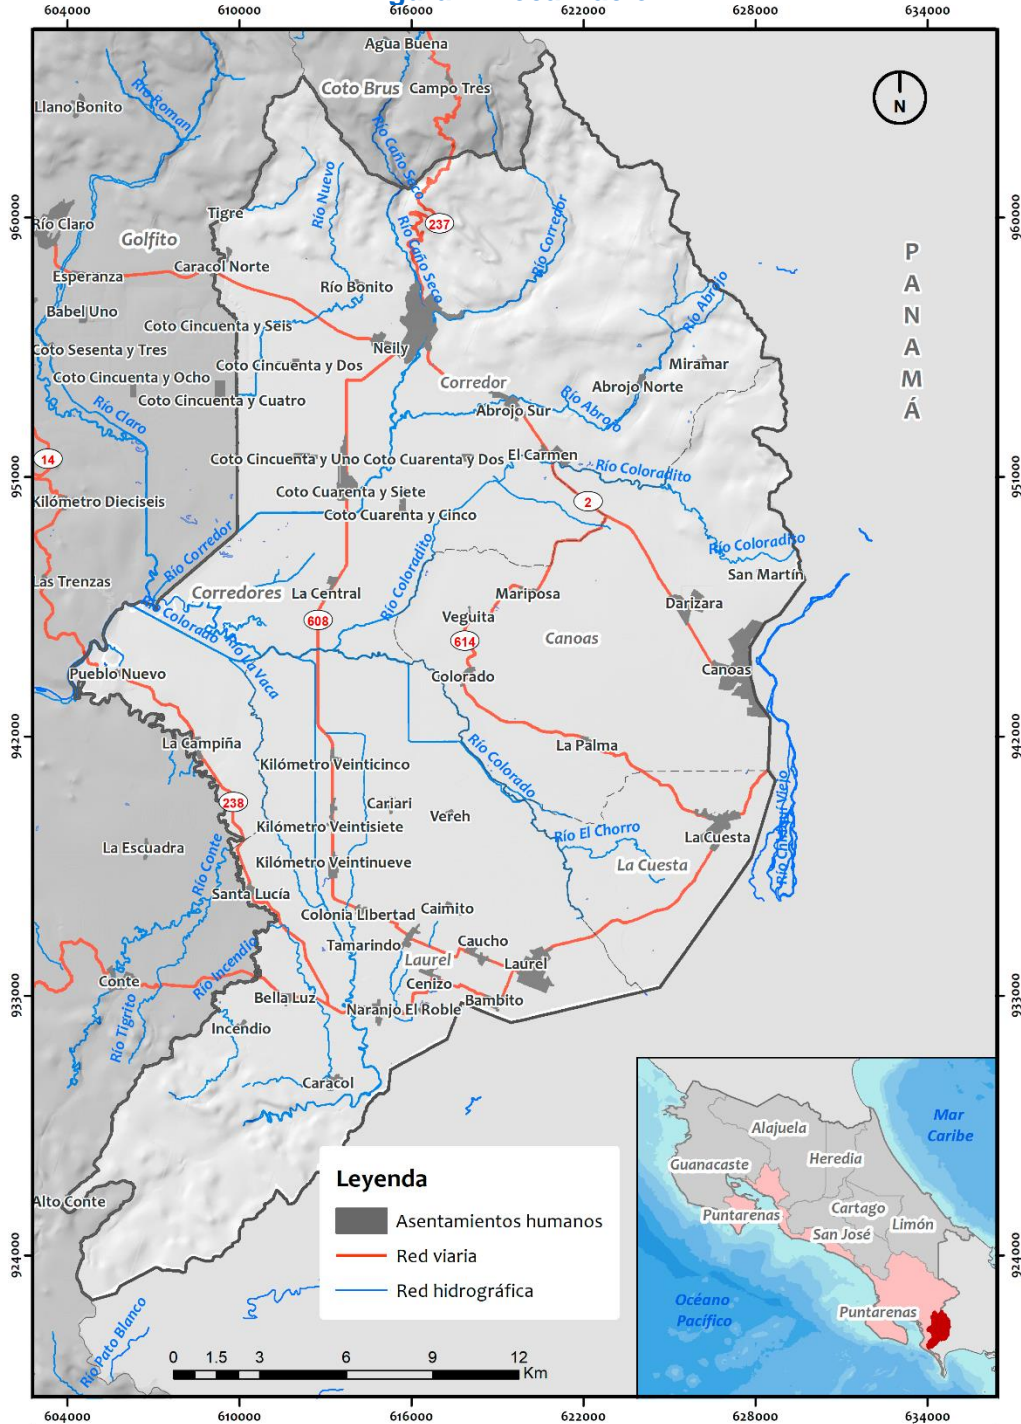 604000
610000
616000
622000
628000
634000
Agua Buena
Coto Brus
Campo Tres
Llano Bonito
Río Roman
N
Río Caño Seco
Río Nuevo
960000
960000
Tigre
237
Río Claro
Golfito
Río Caño Seco
Río Corredor
PANAMÁ
Caracol Norte
Esperanza
Río Bonito
Río Abrojo
Babel Uno
Coto Cincuenta y Seis
Coto Sesenta y Tres
Neily
Miramar
Coto Cincuenta y Dos
Coto Cincuenta y Ocho
Corredor
Abrojo Norte
Coto Cincuenta y Cuatro
Río Claro
Abrojo Sur
Río Abrojo
14
Coto Cincuenta y Uno
Coto Cuarenta y Dos
El Carmen
Río Coloradito
951000
951000
Coto Cuarenta y Siete
Kilómetro Dieciseis
2
Coto Cuarenta y Cinco
Río Corredor
Río Coloradito
Río Coloradito
Las Trenzas
San Martín
Corredores
La Central
Mariposa
Darizara
Río Colorado
608
Veguita
614
Canoas
Río La Vaca
Pueblo Nuevo
Colorado
Canoas
La Campiña
La Palma
942000
942000
Kilómetro Veinticinco
Río Colorado
238
Cariari
Vereh
Río Chiriquí Viejo
Kilómetro Veintisiete
Río El Chorro
La Cuesta
La Escuadra
Kilómetro Veintinueve
Río Conte
La Cuesta
Santa Lucía
Colonia Libertad
Caimito
Tamarindo
Caucho
Laurel
Laurel
Río Incendio
Conte
Cenizo
933000
933000
Bella Luz
Naranjo
El Roble
Bambito
Río Tigrito
Incendio
Caracol
Mar
Caribe
Alajuela
Guanacaste
Heredia
Leyenda
Alto Conte
Cartago
Puntarenas
Limón
San José
Asentamientos humanos
924000
924000
Red viaria
Red hidrográfica
Océano
Pacífico
Puntarenas
Río Pato Blanco
0 1.5 3 6 9 12
Km
604000
610000
616000
622000
628000
634000